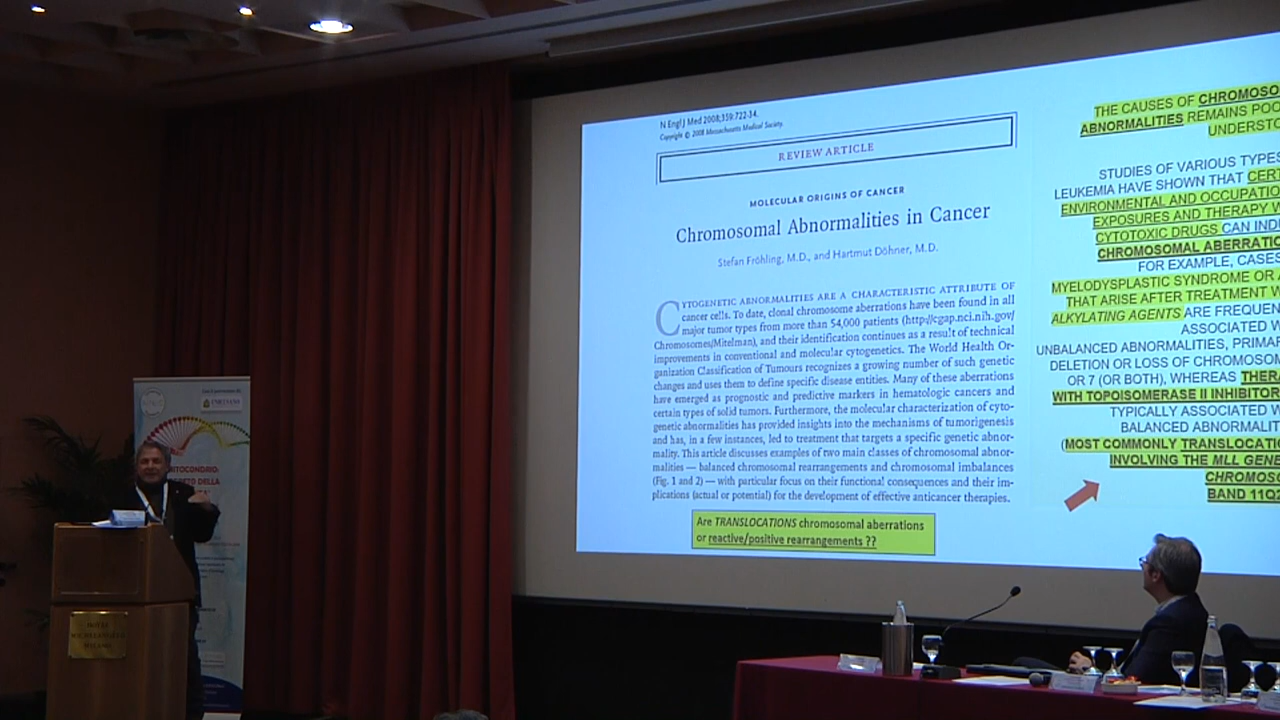 N Engl J Med 2008;359:722-34.
Copyright © 2008 Massachusetts Medical Society.
REVIEW ARTICLE
MOLECULAR ORIGINS OF CANCER
Chromosomal Abnormalities in Cancer
Stefan Fröhling, M.D., and Hartmut Döhner, M.D.
CYTOGENETIC ABNORMALITIES ARE A CHARACTERISTIC ATTRIBUTE OF
cancer cells. To date, clonal chromosome aberrations have been found in all
major tumor types from more than 54,000 patients (http://cgap.nci.nih.gov/
Chromosomes/Mitelman), and their identification continues as a result of technical
improvements in conventional and molecular cytogenetics. The World Health Or-
ganization Classification of Tumours recognizes a growing number of such genetic
changes and uses them to define specific disease entities. Many of these aberrations
have emerged as prognostic and predictive markers in hematologic cancers and
certain types of solid tumors. Furthermore, the molecular characterization of cyto-
genetic abnormalities has provided insights into the mechanisms of tumorigenesis
and has, in a few instances, led to treatment that targets a specific genetic abnor-
mality. This article discusses examples of two main classes of chromosomal abnor-
malities — balanced chromosomal rearrangements and chromosomal imbalances
(Fig. 1 and 2) — with particular focus on their functional consequences and their im-
plications (actual or potential) for the development of effective anticancer therapies.
Are TRANSLOCATIONS chromosomal aberrations
or reactive/positive rearrangements ??
THE CAUSES OF CHROMOSO
ABNORMALITIES REMAINS POO
UNDERSTO
STUDIES OF VARIOUS TYPES
LEUKEMIA HAVE SHOWN THAT CERT
ENVIRONMENTAL AND OCCUPATIO
EXPOSURES AND THERAPY W
CYTOTOXIC DRUGS CAN IND
CHROMOSOMAL ABERRATIO
FOR EXAMPLE, CASES
MYELODYSPLASTIC SYNDROME OR A
THAT ARISE AFTER TREATMENT W
ALKYLATING AGENTS ARE FREQUEN
ASSOCIATED W
UNBALANCED ABNORMALITIES, PRIMAR
DELETION OR LOSS OF CHROMOSOM
OR 7 (OR BOTH), WHEREAS THERA
WITH TOPOISOMERASE II INHIBITOR
TYPICALLY ASSOCIATED W
BALANCED ABNORMALIT
(MOST COMMONLY TRANSLOCATI
INVOLVING THE MLL GENE
CHROMOSO
BAND 11Q2
ITOCONDRIO:
DELLA
HOTEL
MICHELANGELO
MILANO